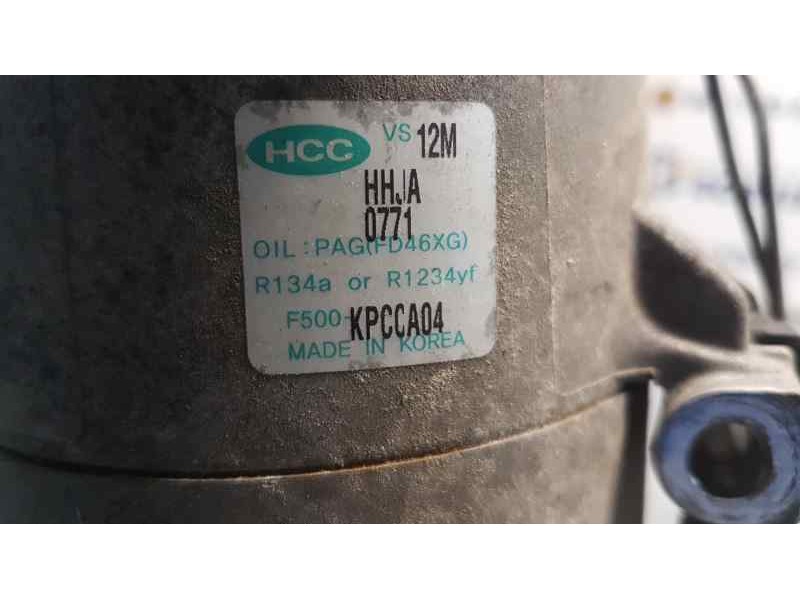 HCC VS 12M
HHJA
0771
OIL : PAG(FD46XG)
R134a or R1234yf
F500-KPCCA04
MADE IN KOREA